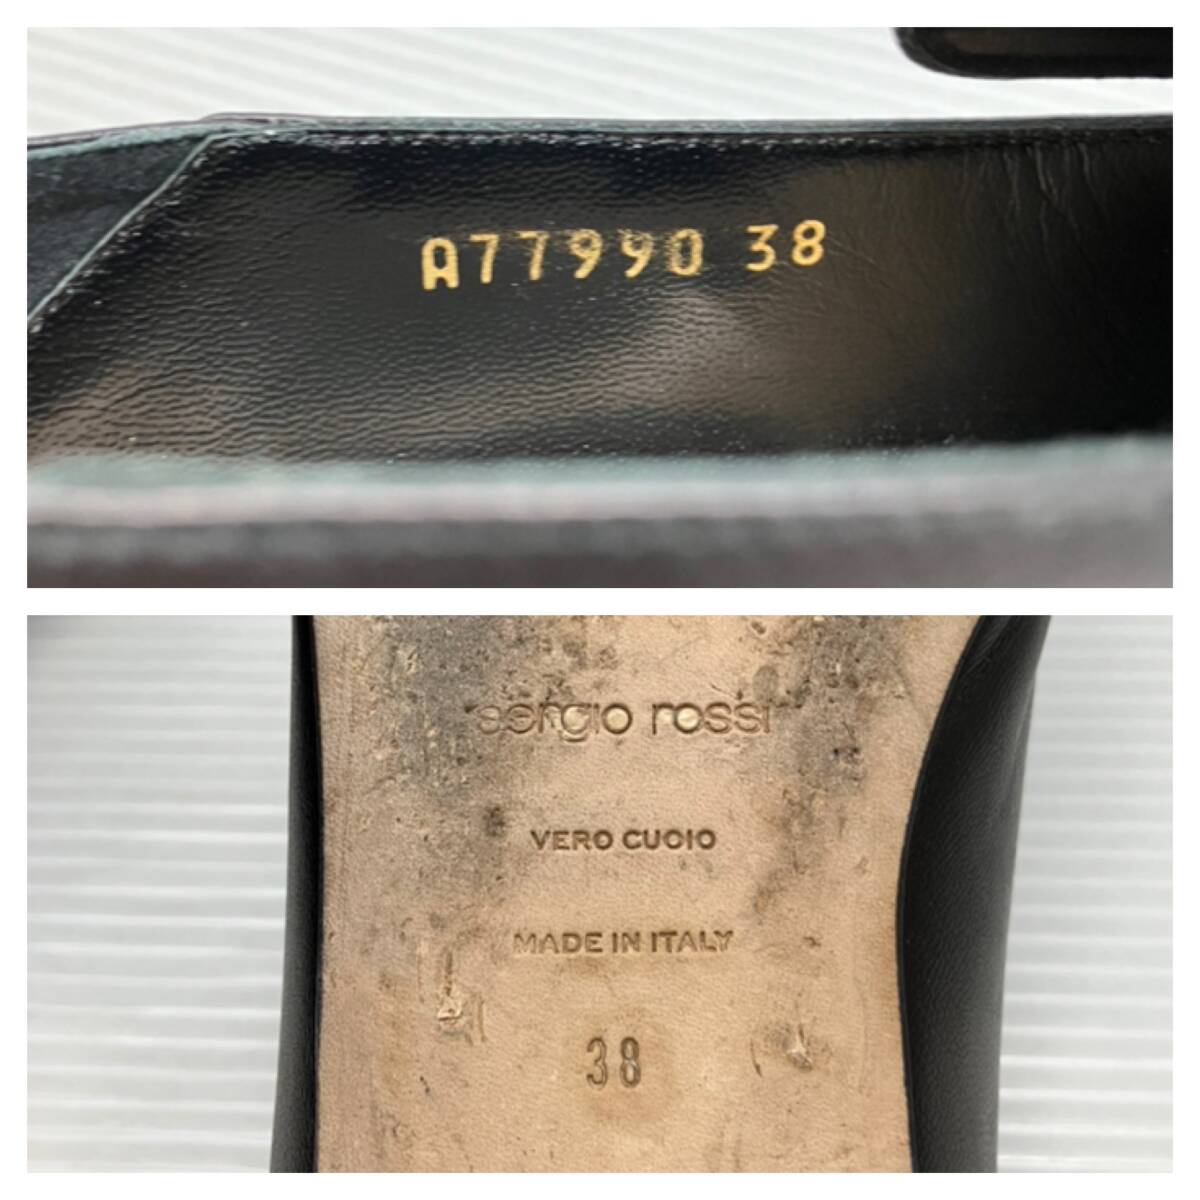 A77990 38
sergio rossi
VERO CUOIO
MADE IN ITALY
38